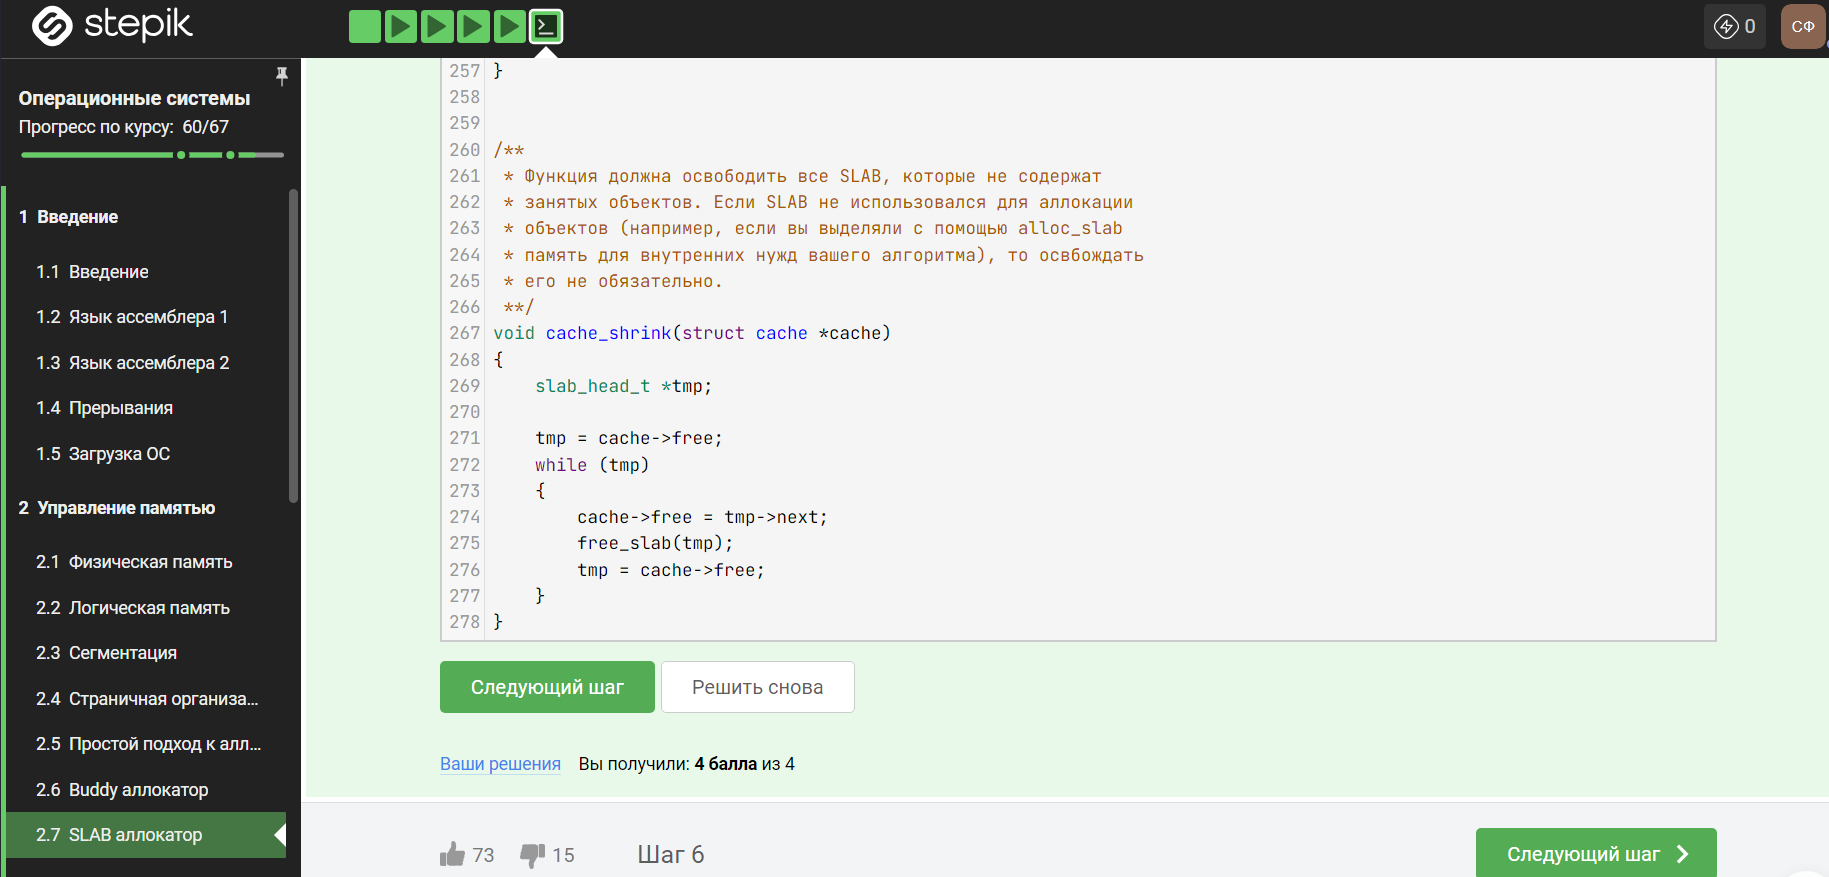 stepik
0
СФ
Операционные системы
Прогресс по курсу: 60/67
1 Введение
1.1 Введение
1.2 Язык ассемблера 1
1.3 Язык ассемблера 2
1.4 Прерывания
1.5 Загрузка ОС
2 Управление памятью
2.1 Физическая память
2.2 Логическая память
2.3 Сегментация
2.4 Страничная организа...
2.5 Простой подход к алл...
2.6 Buddy аллокатор
2.7 SLAB аллокатор
257 }
258
259
260 /**
261 * Функция должна освободить все SLAB, которые не содержат
262 * занятых объектов. Если SLAB не использовался для аллокации
263 * объектов (например, если вы выделяли с помощью alloc_slab
264 * память для внутренних нужд вашего алгоритма), то освбождать
265 * его не обязательно.
266 **/
267 void cache_shrink(struct cache *cache)
268 {
269 slab_head_t *tmp;
270
271 tmp = cache->free;
272 while (tmp)
273 {
274 cache->free = tmp->next;
275 free_slab(tmp);
276 tmp = cache->free;
277 }
278 }
Следующий шаг
Решить снова
Ваши решения Вы получили: 4 балла из 4
73 15 Шаг 6
Следующий шаг